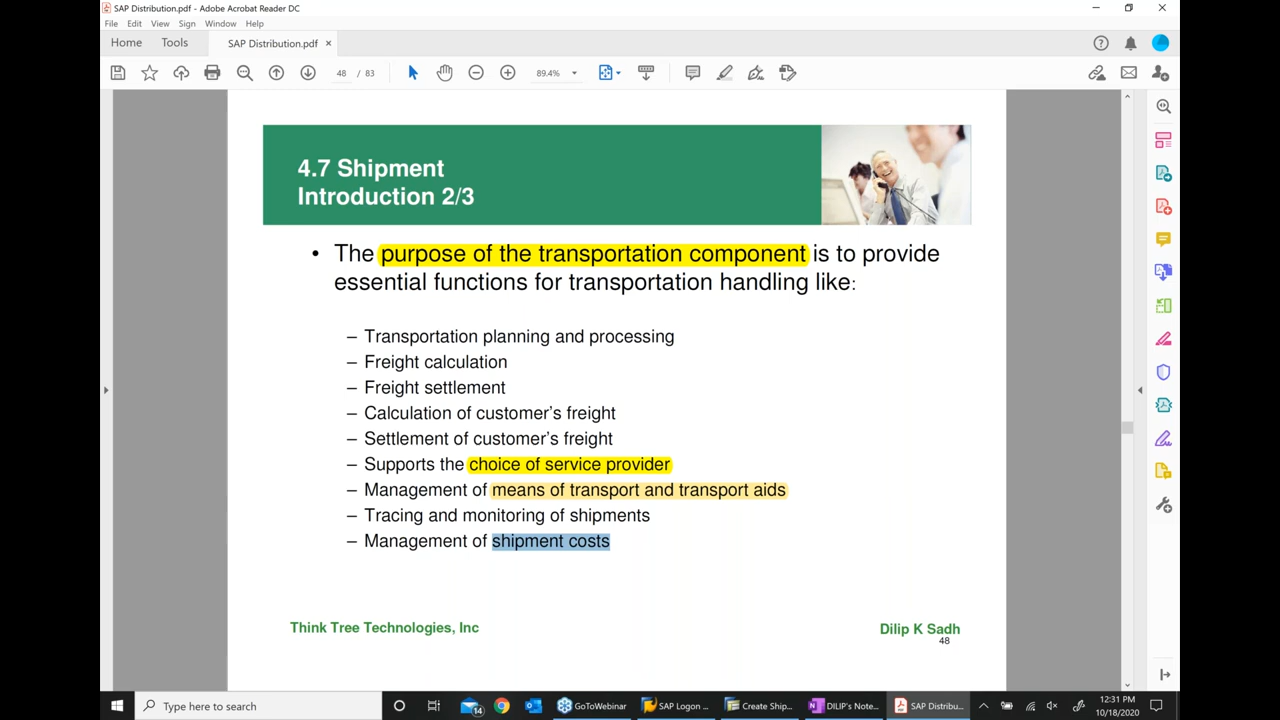 SAP Distribution.pdf - Adobe Acrobat Reader DC
File Edit View Sign Window Help
Home Tools SAP Distribution.pdf ×
48 / 83 89.4%
4.7 Shipment
Introduction 2/3
• The purpose of the transportation component is to provide
essential functions for transportation handling like:
– Transportation planning and processing
– Freight calculation
– Freight settlement
– Calculation of customer's freight
– Settlement of customer's freight
– Supports the choice of service provider
– Management of means of transport and transport aids
– Tracing and monitoring of shipments
– Management of shipment costs
Think Tree Technologies, Inc
Dilip K Sadh
48
Type here to search 14 GoToWebinar SAP Logon ... Create Ship... DILIP's Note... SAP Distribu... 12:31 PM
10/18/2020